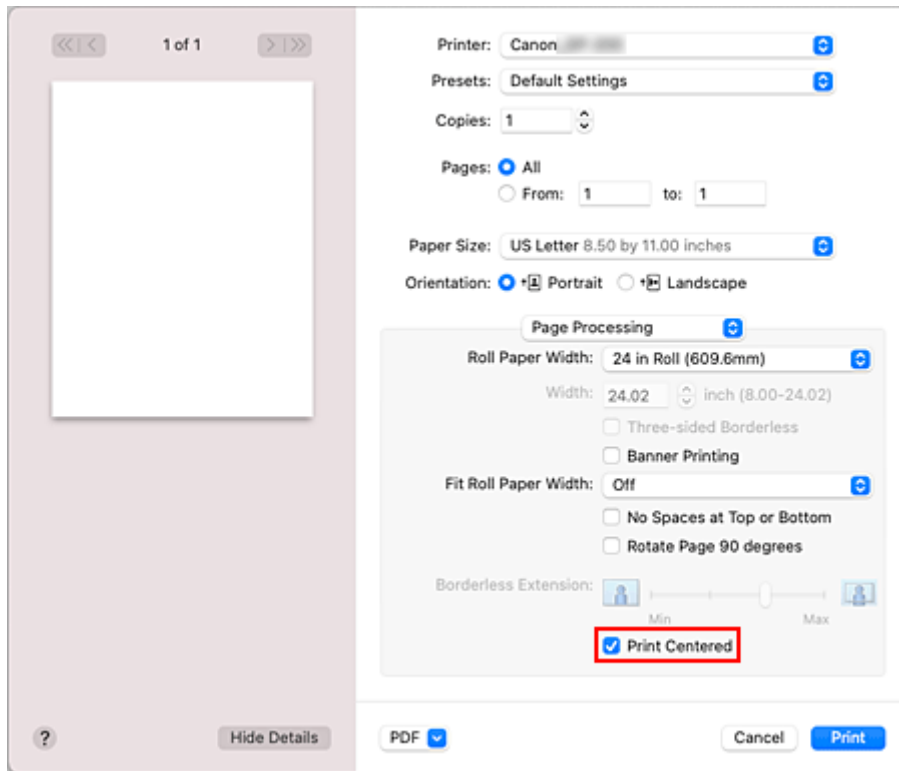 1 of 1
Printer: Canon
Presets: Default Settings
Copies: 1
Pages: All
From: 1 to: 1
Paper Size: US Letter 8.50 by 11.00 inches
Orientation: Portrait Landscape
Page Processing
Roll Paper Width: 24 in Roll (609.6mm)
Width: 24.02 inch (8.00-24.02)
Three-sided Borderless
Banner Printing
Fit Roll Paper Width: Off
No Spaces at Top or Bottom
Rotate Page 90 degrees
Borderless Extension:
Min Max
Print Centered
? Hide Details PDF Cancel Print